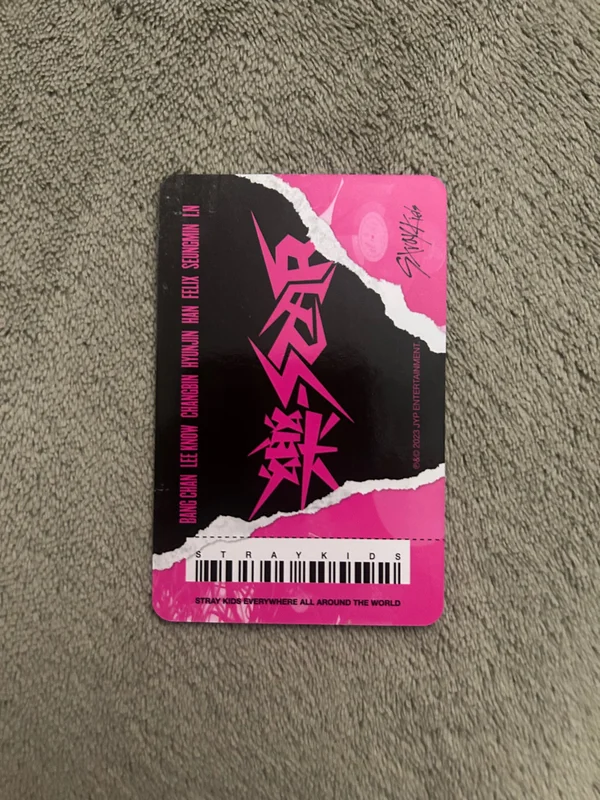 BANG CHAN LEE KNOW CHANGBIN HYUNJIN HAN FELIX SEUNGMIN I.N
樂-STAR
Stray Kids
℗&© 2023 JYP ENTERTAINMENT.
STRAYKIDS
STRAY KIDS EVERYWHERE ALL AROUND THE WORLD